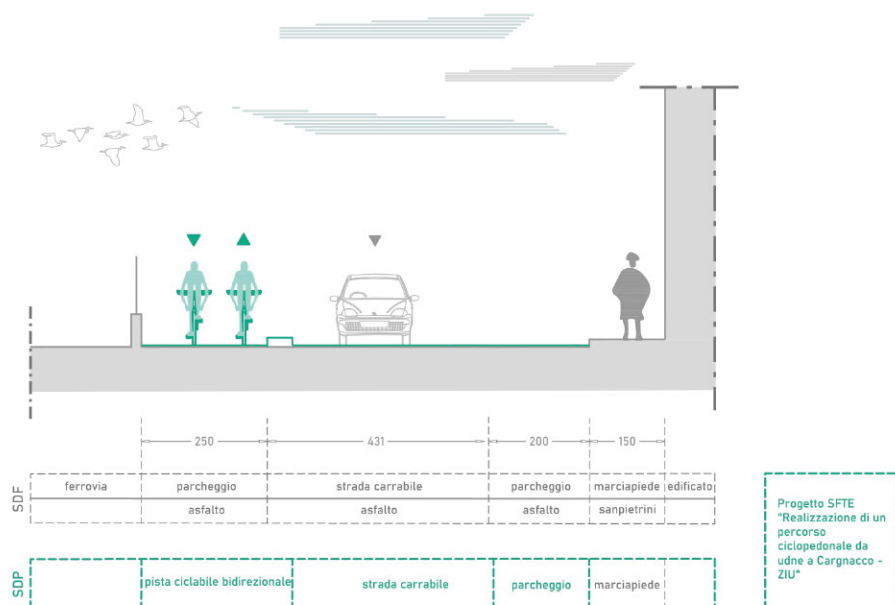 250 431 200 150
SDF
ferrovia parcheggio strada carrabile parcheggio marciapiede edificato
asfalto asfalto asfalto sanpietrini
SDP
pista ciclabile bidirezionale strada carrabile parcheggio marciapiede
Progetto SFTE
"Realizzazione di un
percorso
ciclopedonale da
udne a Cargnacco -
ZIU"